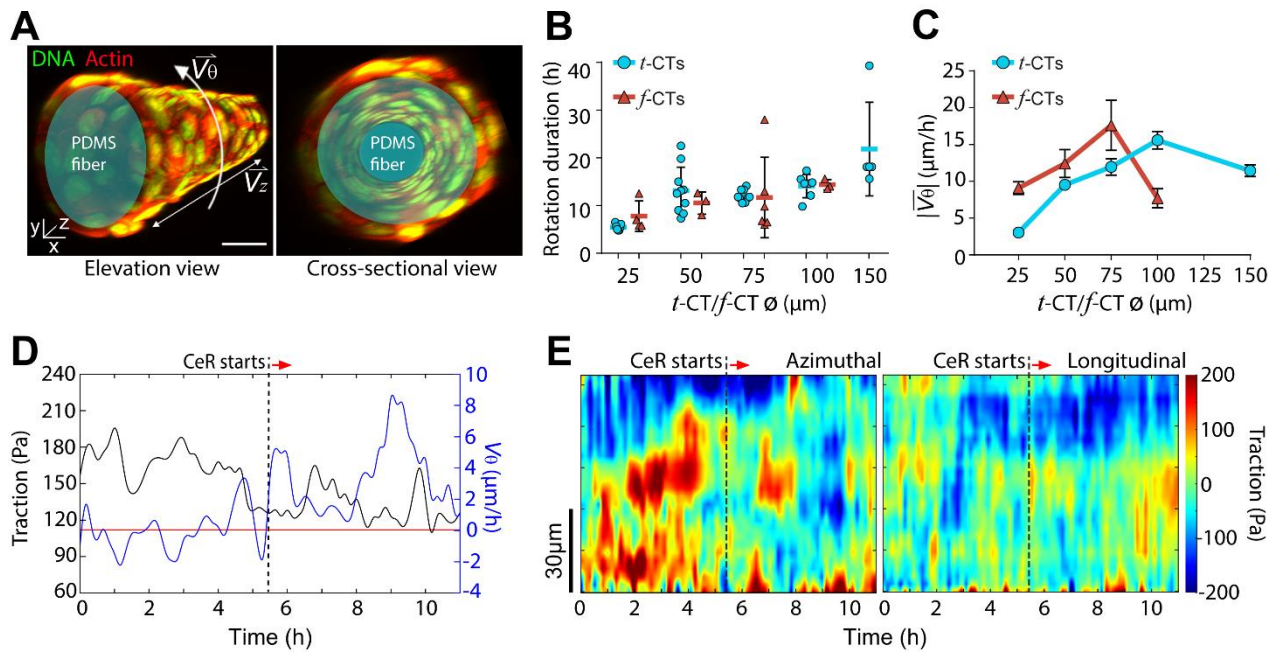 A
DNA Actin
V⃗θ
PDMS
fiber
V⃗z
y z
x
Elevation view
PDMS
fiber
Cross-sectional view
B
Rotation duration (h)
40
30
20
10
0
t-CTs
f-CTs
25 50 75 100 150
t-CT/f-CT Ø (µm)
C
|V̅θ| (µm/h)
25
20
15
10
5
0
t-CTs
f-CTs
25 50 75 100 150
t-CT/f-CT Ø (µm)
D
CeR starts
Traction (Pa)
240
210
180
150
120
90
60
10
8
6
4
2
0
-2
-4
Vθ (µm/h)
0 2 4 6 8 10
Time (h)
E
CeR starts Azimuthal
CeR starts Longitudinal
30µm
0 2 4 6 8 10
Time (h)
0 2 4 6 8 10
Time (h)
200
100
0
-100
-200
Traction (Pa)